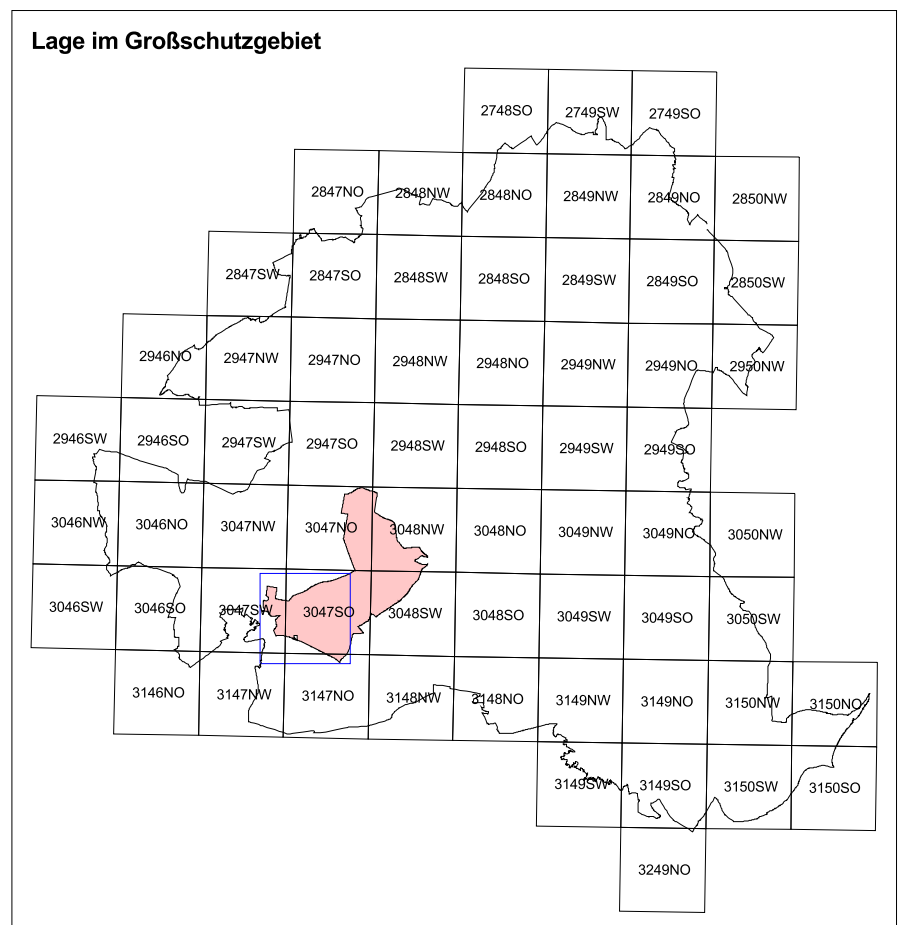 Lage im Großschutzgebiet
2748SO 2749SW 2749SO
2847NO 2848NW 2848NO 2849NW 2849NO 2850NW
2847SW 2847SO 2848SW 2848SO 2849SW 2849SO 2850SW
2946NO 2947NW 2947NO 2948NW 2948NO 2949NW 2949NO 2950NW
2946SW 2946SO 2947SW 2947SO 2948SW 2948SO 2949SW 2949SO
3046NW 3046NO 3047NW 3047NO 3048NW 3048NO 3049NW 3049NO 3050NW
3046SW 3046SO 3047SW 3047SO 3048SW 3048SO 3049SW 3049SO 3050SW
3146NO 3147NW 3147NO 3148NW 3148NO 3149NW 3149NO 3150NW 3150NO
3149SW 3149SO 3150SW 3150SO
3249NO